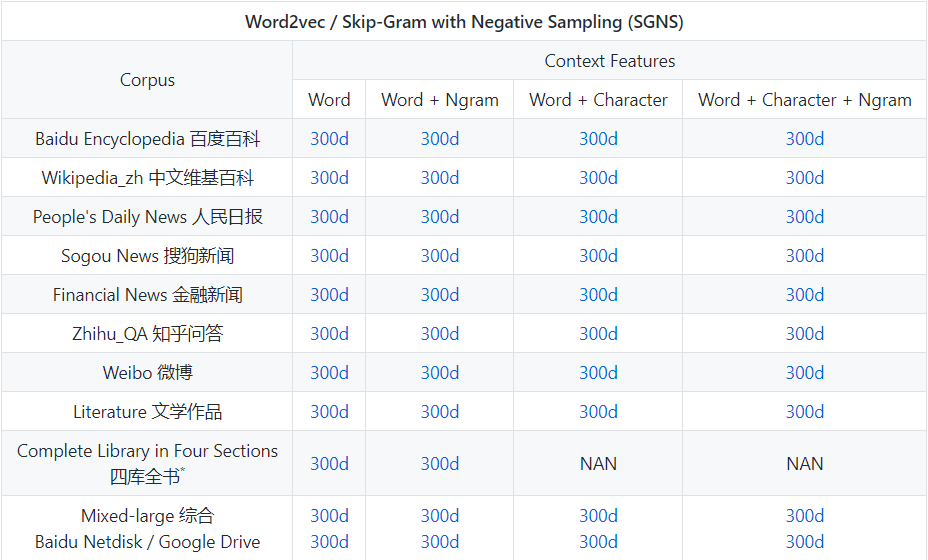 Word2vec / Skip-Gram with Negative Sampling (SGNS)
Corpus
Context Features
Word Word + Ngram Word + Character Word + Character + Ngram
Baidu Encyclopedia 百度百科 300d 300d 300d 300d
Wikipedia_zh 中文维基百科 300d 300d 300d 300d
People's Daily News 人民日报 300d 300d 300d 300d
Sogou News 搜狗新闻 300d 300d 300d 300d
Financial News 金融新闻 300d 300d 300d 300d
Zhihu_QA 知乎问答 300d 300d 300d 300d
Weibo 微博 300d 300d 300d 300d
Literature 文学作品 300d 300d 300d 300d
Complete Library in Four Sections
四库全书* 300d 300d NAN NAN
Mixed-large 综合 300d 300d 300d 300d
Baidu Netdisk / Google Drive 300d 300d 300d 300d